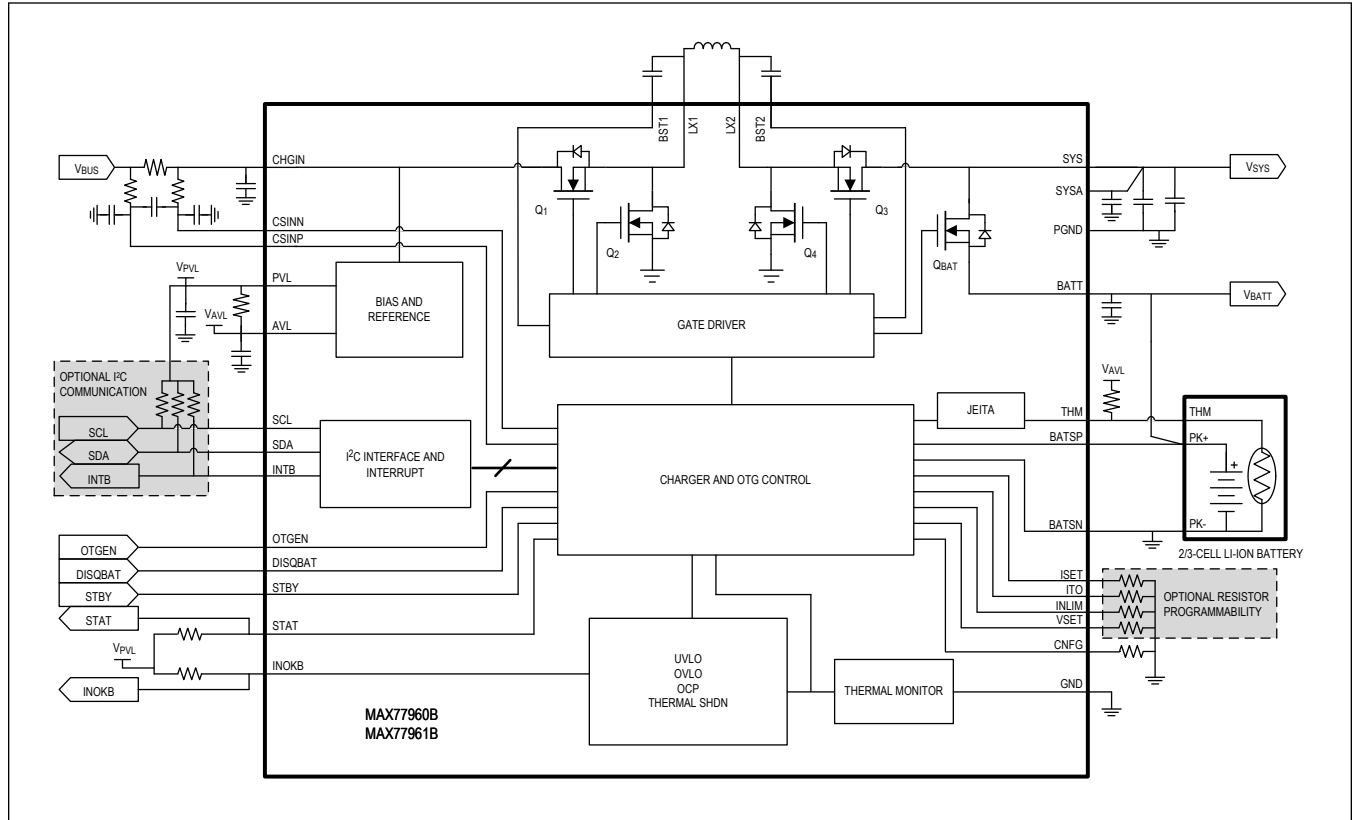 BST1
LX1
LX2
BST2
VBUS
CHGIN
Q1
Q2
Q3
Q4
QBAT
SYS
VSYS
SYSA
PGND
CSINN
CSINP
VPVL
PVL
VAVL
AVL
BIAS AND
REFERENCE
GATE DRIVER
BATT
VBATT
OPTIONAL I²C
COMMUNICATION
SCL
SDA
INTB
SCL
SDA
INTB
I²C INTERFACE AND
INTERRUPT
CHARGER AND OTG CONTROL
JEITA
VAVL
THM
BATSP
BATSN
THM
PK+
+
PK-
2/3-CELL LI-ION BATTERY
OTGEN
DISQBAT
STBY
STAT
VPVL
INOKB
OTGEN
DISQBAT
STBY
STAT
INOKB
UVLO
OVLO
OCP
THERMAL SHDN
THERMAL MONITOR
ISET
ITO
INLIM
VSET
CNFG
GND
OPTIONAL RESISTOR
PROGRAMMABILITY
MAX77960B
MAX77961B